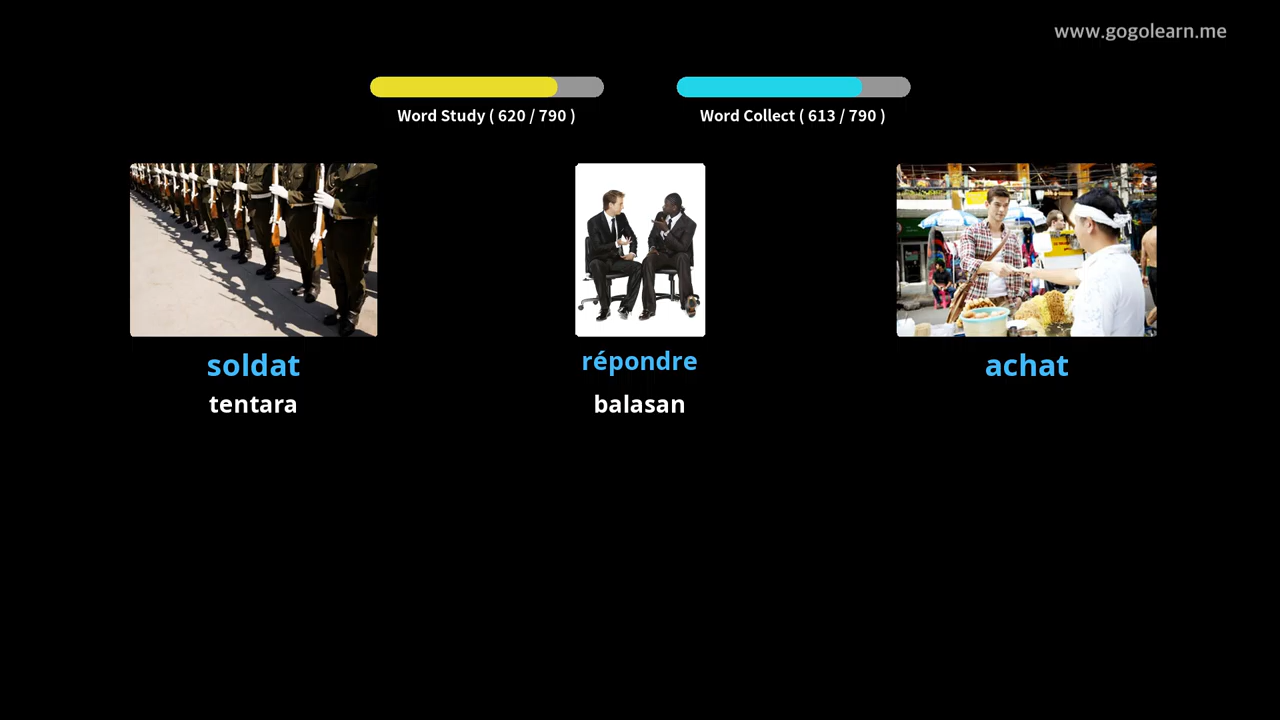 www.gogolearn.me
Word Study ( 620 / 790 )
Word Collect ( 613 / 790 )
soldat
tentara
répondre
balasan
achat